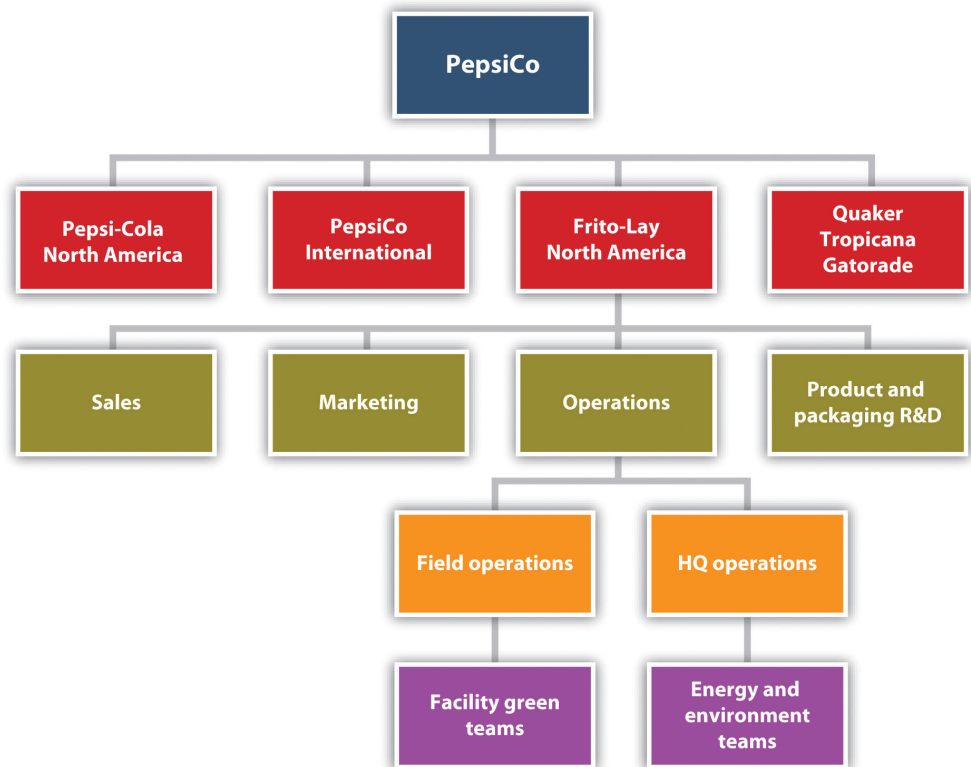 PepsiCo
Pepsi-Cola
North America
PepsiCo
International
Frito-Lay
North America
Quaker
Tropicana
Gatorade
Sales
Marketing
Operations
Product and
packaging R&D
Field operations
HQ operations
Facility green
teams
Energy and
environment
teams